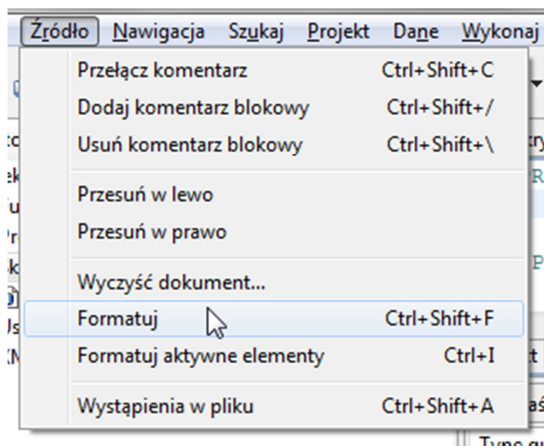 Źródło Nawigacja Szukaj Projekt Dane Wykonaj
Przełącz komentarz Ctrl+Shift+C
Dodaj komentarz blokowy Ctrl+Shift+/
Usuń komentarz blokowy Ctrl+Shift+\
Przesuń w lewo
Przesuń w prawo
Wyczyść dokument...
Formatuj Ctrl+Shift+F
Formatuj aktywne elementy Ctrl+I
Wystąpienia w pliku Ctrl+Shift+A